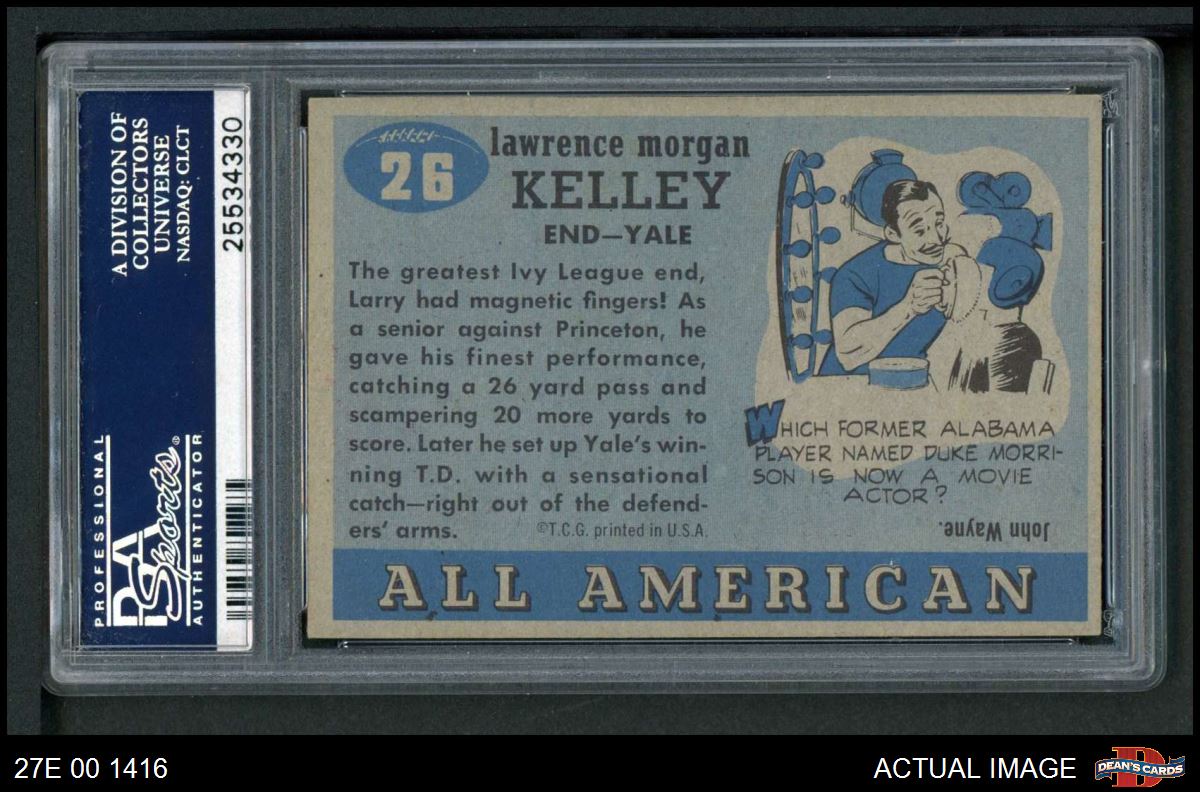 A DIVISION OF
COLLECTORS
UNIVERSE
NASDAQ: CLCT
25534330
PROFESSIONAL
PSA
Sports®
AUTHENTICATOR
26
lawrence morgan
KELLEY
END—YALE
The greatest Ivy League end,
Larry had magnetic fingers! As
a senior against Princeton, he
gave his finest performance,
catching a 26 yard pass and
scampering 20 more yards to
score. Later he set up Yale's win-
ning T.D. with a sensational
catch—right out of the defend-
ers' arms.
©T.C.G. printed in U.S.A.
WHICH FORMER ALABAMA
PLAYER NAMED DUKE MORRI-
SON IS NOW A MOVIE
ACTOR?
John Wayne.
ALL AMERICAN
27E 00 1416
ACTUAL IMAGE
DEAN'S CARDS